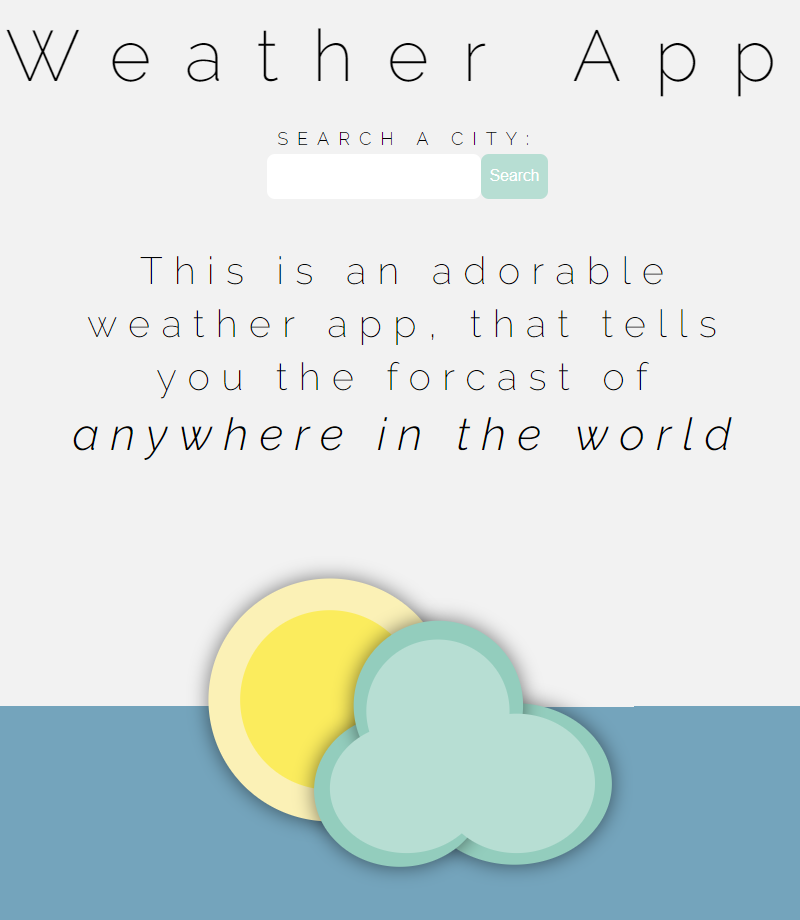 Weather App
SEARCH A CITY:
Search
This is an adorable
weather app, that tells
you the forcast of
anywhere in the world